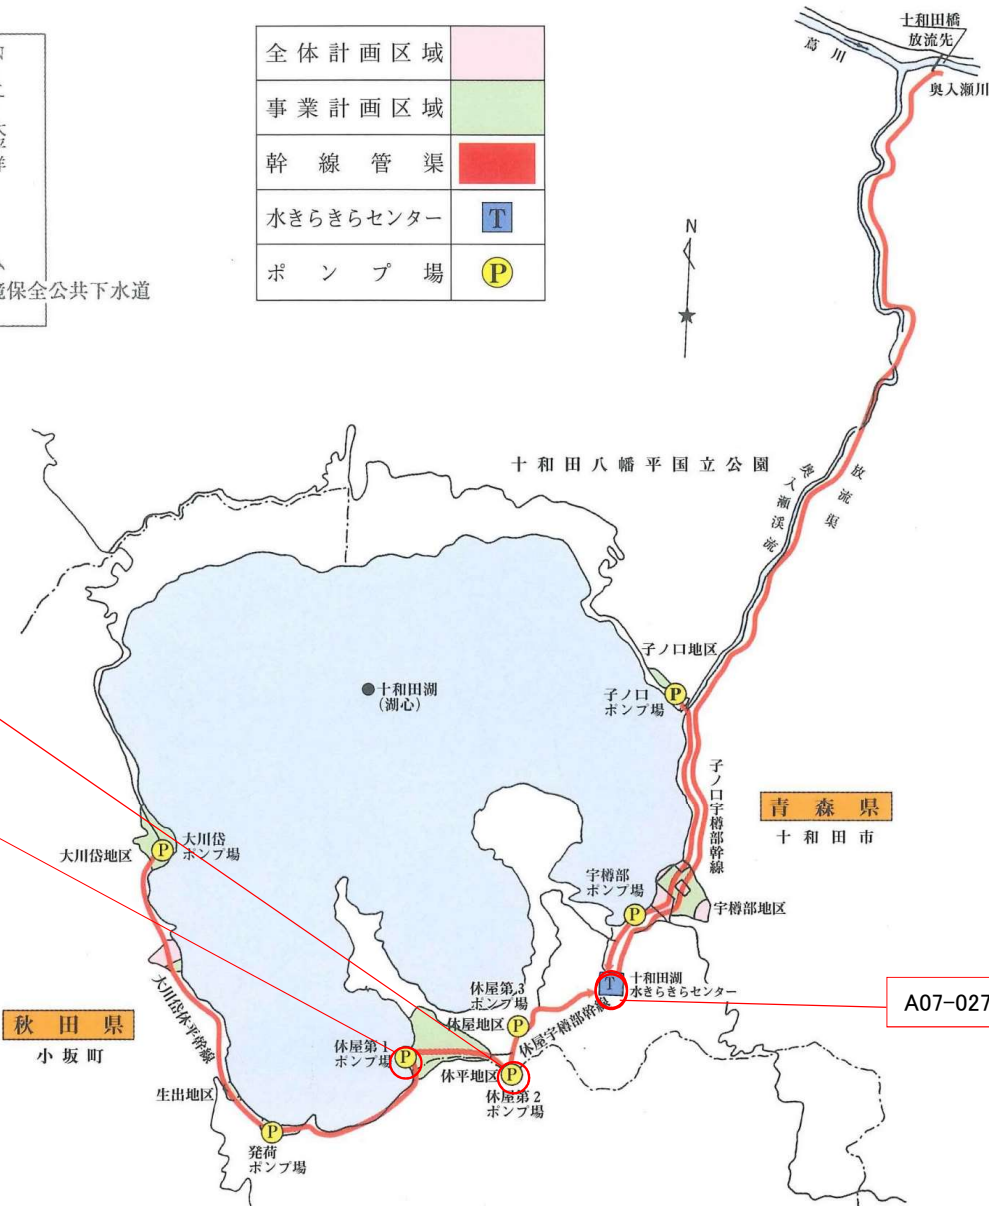 全体計画区域
事業計画区域
幹線管渠
水きらきらセンター
T
ポンプ場
P
境保全公共下水道
N
十和田橋
放流先
蔦川
奥入瀬川
十和田八幡平国立公園
奥入瀬渓流
放流渠
子ノ口地区
P
子ノ口
ポンプ場
十和田湖
(湖心)
子ノ口宇樽部幹線
青森県
十和田市
大川岱
ポンプ場
P
大川岱地区
宇樽部
ポンプ場
P
宇樽部地区
T
十和田湖
水きらきらセンター
A07-027
大川岱休平幹線
休屋第3
ポンプ場
P
休屋地区
休屋宇樽部幹線
秋田県
小坂町
休屋第1
ポンプ場
P
休平地区
P
休屋第2
ポンプ場
生出地区
P
発荷
ポンプ場